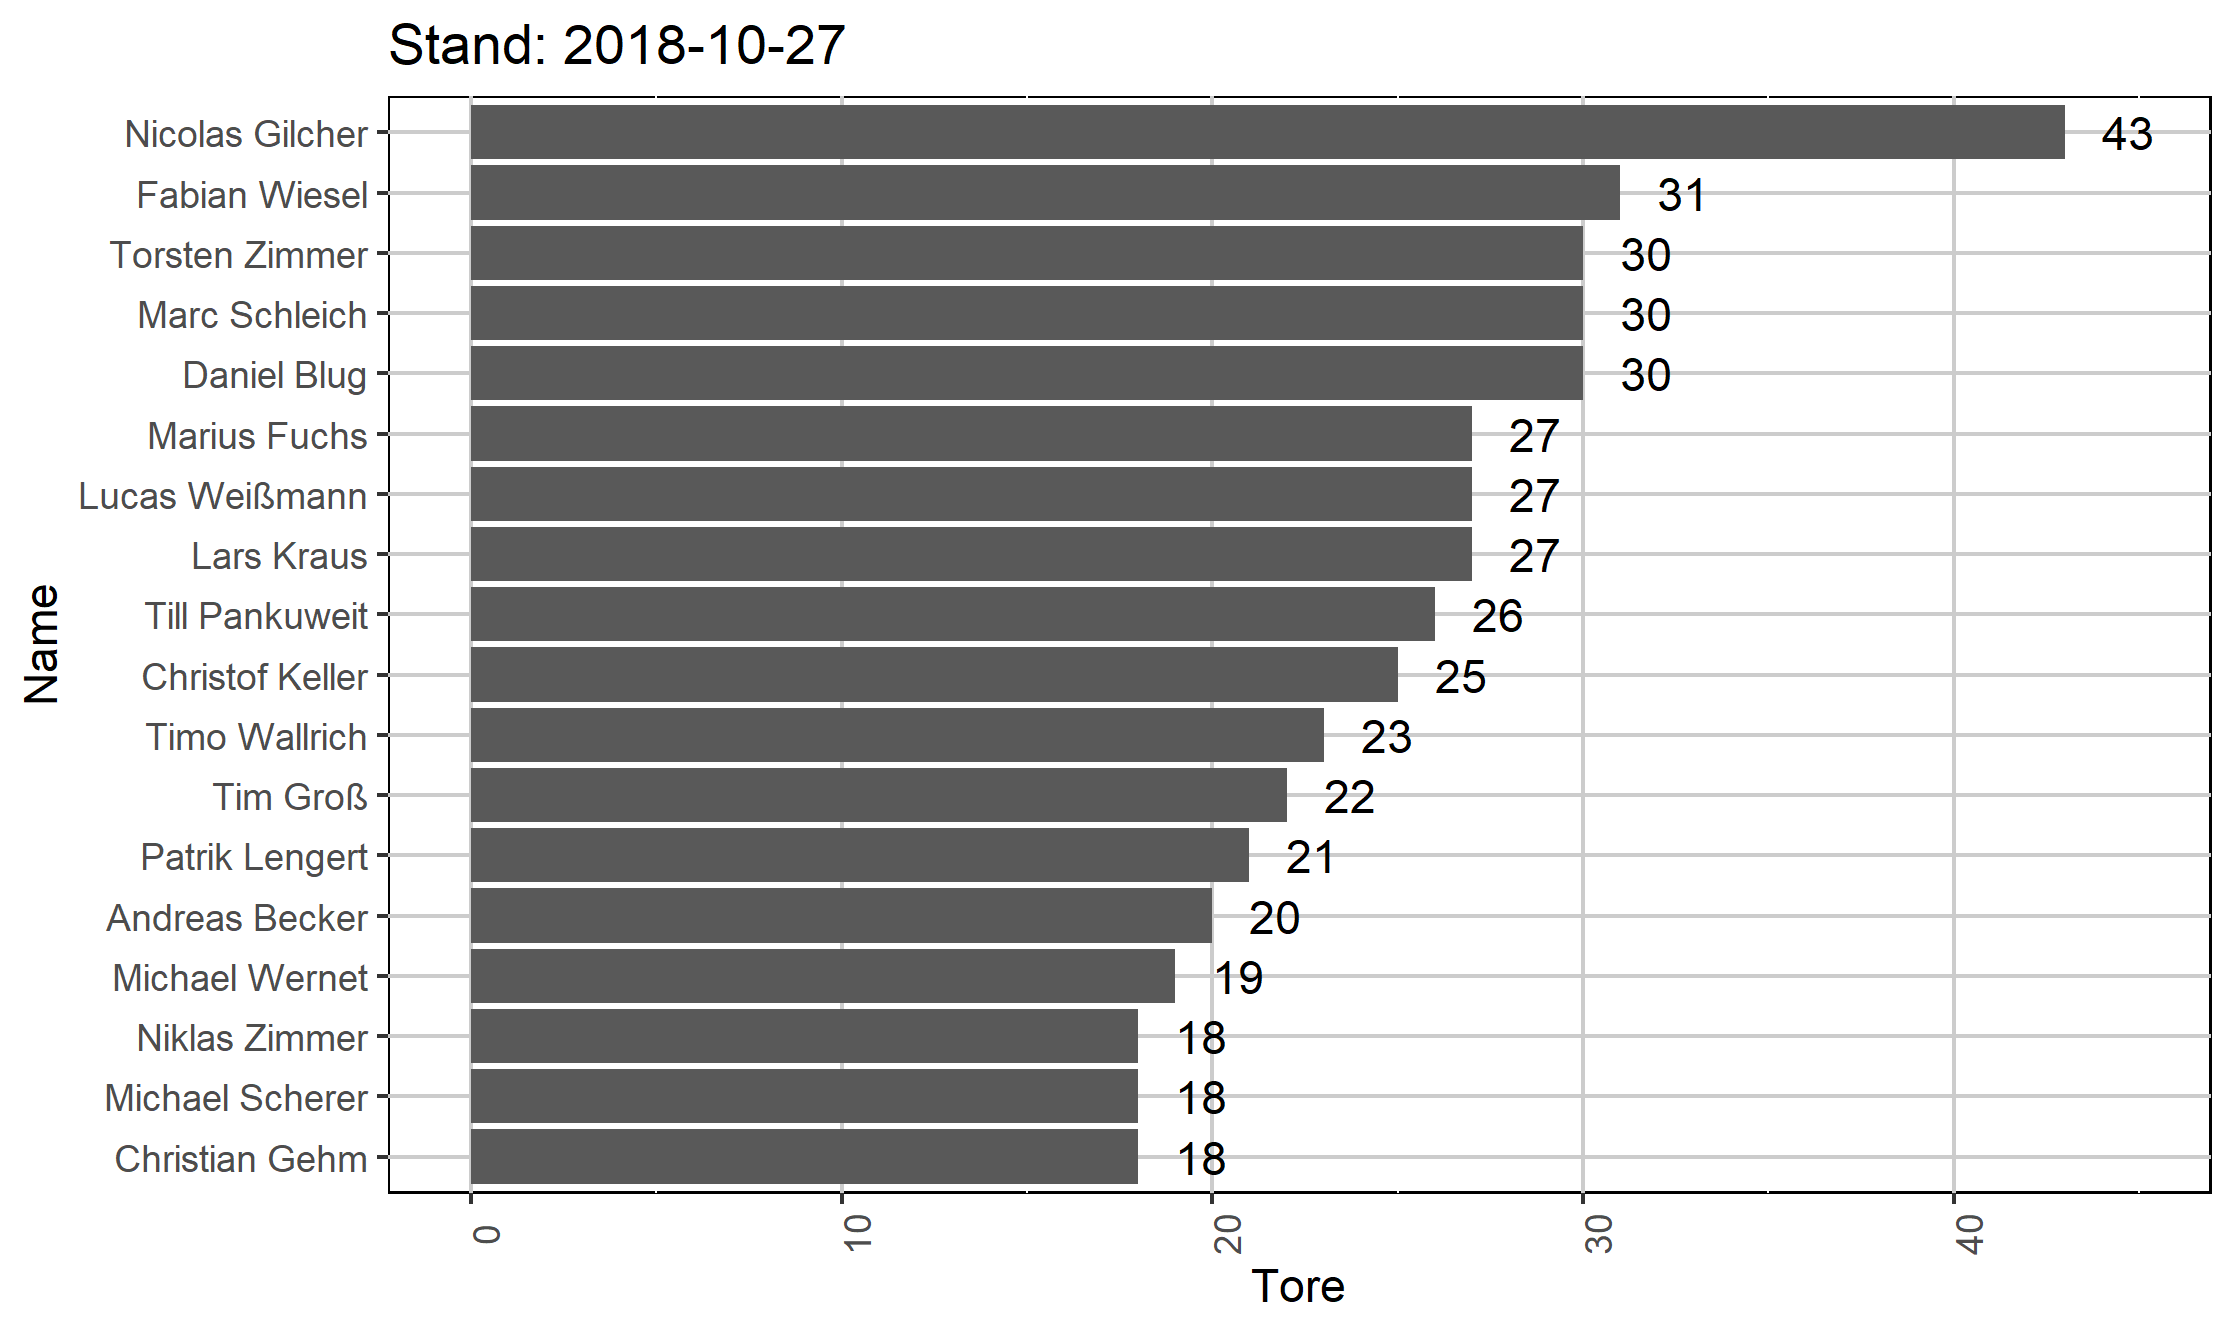 Stand: 2018-10-27
Name
Nicolas Gilcher 43
Fabian Wiesel 31
Torsten Zimmer 30
Marc Schleich 30
Daniel Blug 30
Marius Fuchs 27
Lucas Weißmann 27
Lars Kraus 27
Till Pankuweit 26
Christof Keller 25
Timo Wallrich 23
Tim Groß 22
Patrik Lengert 21
Andreas Becker 20
Michael Wernet 19
Niklas Zimmer 18
Michael Scherer 18
Christian Gehm 18
0 10 20 30 40
Tore